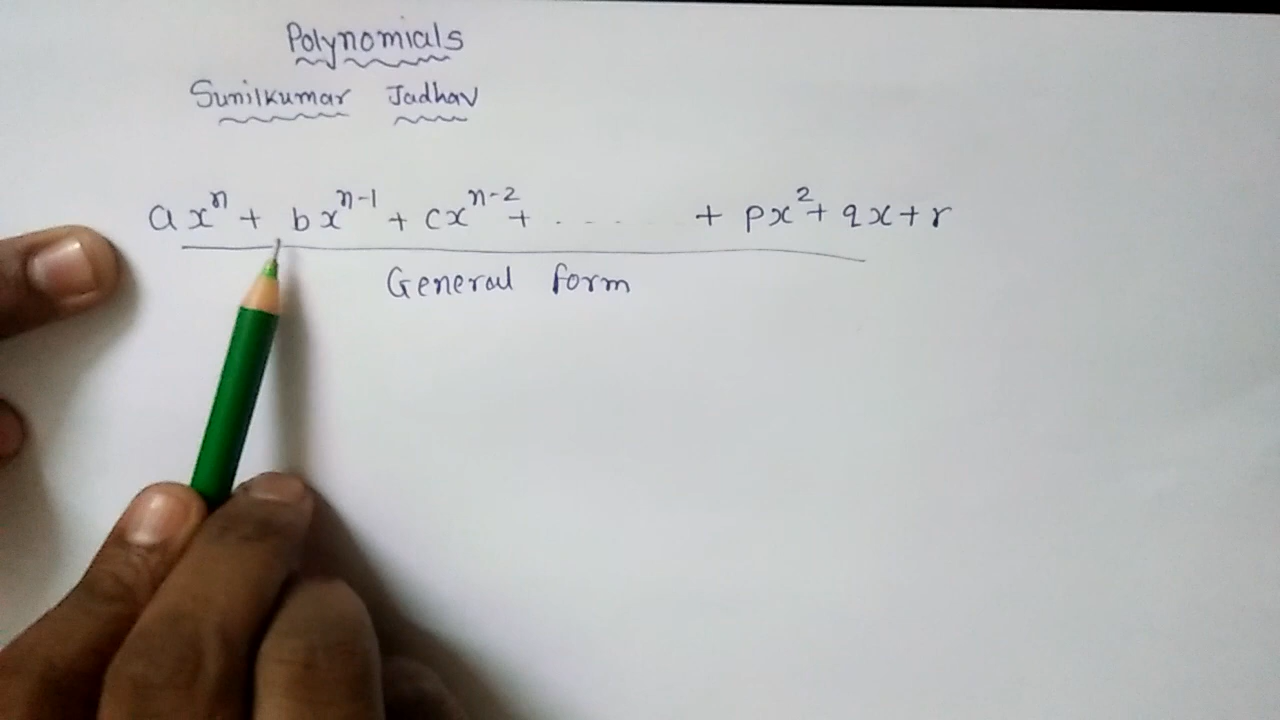 Polynomials
Sunilkumar Jadhav
ax^n + bx^{n-1} + cx^{n-2} + ....... + px^2 + qx + r
General form